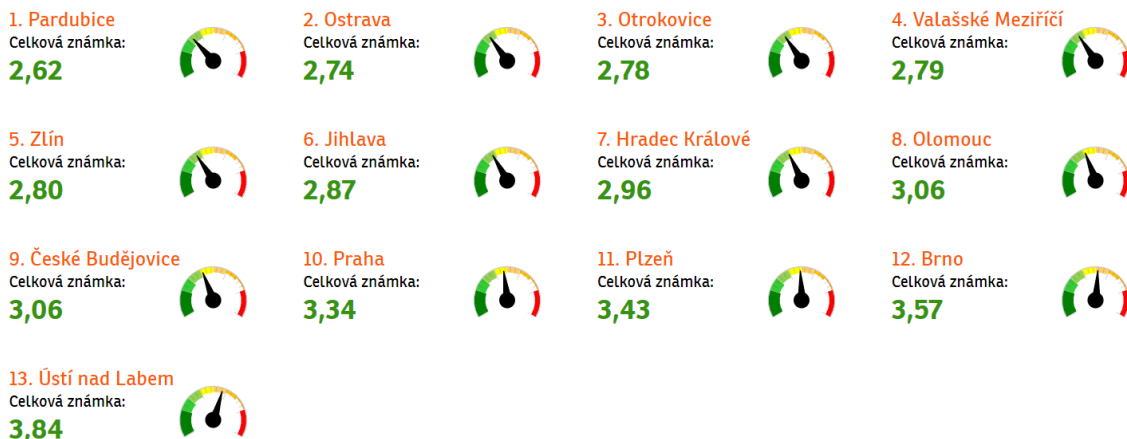 1. Pardubice
Celková známka:
2,62
2. Ostrava
Celková známka:
2,74
3. Otrokovice
Celková známka:
2,78
4. Valašské Meziříčí
Celková známka:
2,79
5. Zlín
Celková známka:
2,80
6. Jihlava
Celková známka:
2,87
7. Hradec Králové
Celková známka:
2,96
8. Olomouc
Celková známka:
3,06
9. České Budějovice
Celková známka:
3,06
10. Praha
Celková známka:
3,34
11. Plzeň
Celková známka:
3,43
12. Brno
Celková známka:
3,57
13. Ústí nad Labem
Celková známka:
3,84